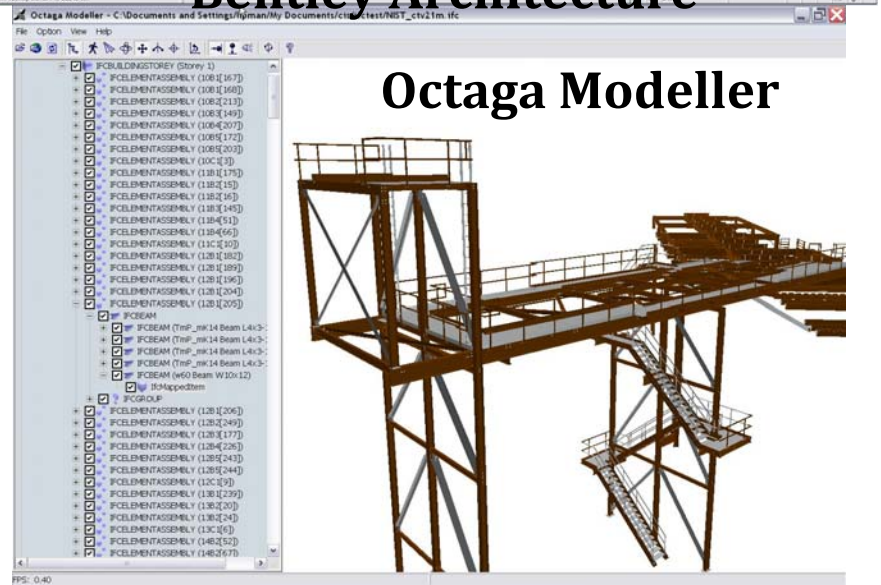 Bentley Architecture
Octaga Modeller - C:\Documents and Settings/hyman/My Documents/cis2/ctest/NIST_ctv21m.ifc
File Option View Help
Octaga Modeller
IFCBUILDINGSTOREY (Storey 1)
IFCELEMENTASSEMBLY (10B1[167])
IFCELEMENTASSEMBLY (10B1[168])
IFCELEMENTASSEMBLY (10B2[213])
IFCELEMENTASSEMBLY (10B3[149])
IFCELEMENTASSEMBLY (10B4[207])
IFCELEMENTASSEMBLY (10B5[172])
IFCELEMENTASSEMBLY (10B5[203])
IFCELEMENTASSEMBLY (10C1[3])
IFCELEMENTASSEMBLY (11B1[175])
IFCELEMENTASSEMBLY (11B2[15])
IFCELEMENTASSEMBLY (11B2[16])
IFCELEMENTASSEMBLY (11B3[145])
IFCELEMENTASSEMBLY (11B4[51])
IFCELEMENTASSEMBLY (11B4[66])
IFCELEMENTASSEMBLY (11C1[10])
IFCELEMENTASSEMBLY (12B1[182])
IFCELEMENTASSEMBLY (12B1[189])
IFCELEMENTASSEMBLY (12B1[196])
IFCELEMENTASSEMBLY (12B1[204])
IFCELEMENTASSEMBLY (12B1[205])
IFCBEAM
IFCBEAM (TmP_mK14 Beam L4x3-
IFCBEAM (TmP_mK14 Beam L4x3-
IFCBEAM (TmP_mK14 Beam L4x3-
IFCBEAM (TmP_mK14 Beam L4x3-
IFCBEAM (w60 Beam W10x12)
IfcMappedItem
IFCGROUP
IFCELEMENTASSEMBLY (12B1[206])
IFCELEMENTASSEMBLY (12B2[249])
IFCELEMENTASSEMBLY (12B3[177])
IFCELEMENTASSEMBLY (12B4[226])
IFCELEMENTASSEMBLY (12B5[243])
IFCELEMENTASSEMBLY (12B5[244])
IFCELEMENTASSEMBLY (12C1[9])
IFCELEMENTASSEMBLY (13B1[239])
IFCELEMENTASSEMBLY (13B2[20])
IFCELEMENTASSEMBLY (13B2[24])
IFCELEMENTASSEMBLY (13C1[6])
IFCELEMENTASSEMBLY (14B2[52])
IFCELEMENTASSEMBLY (14B2[67])
FPS: 0.40